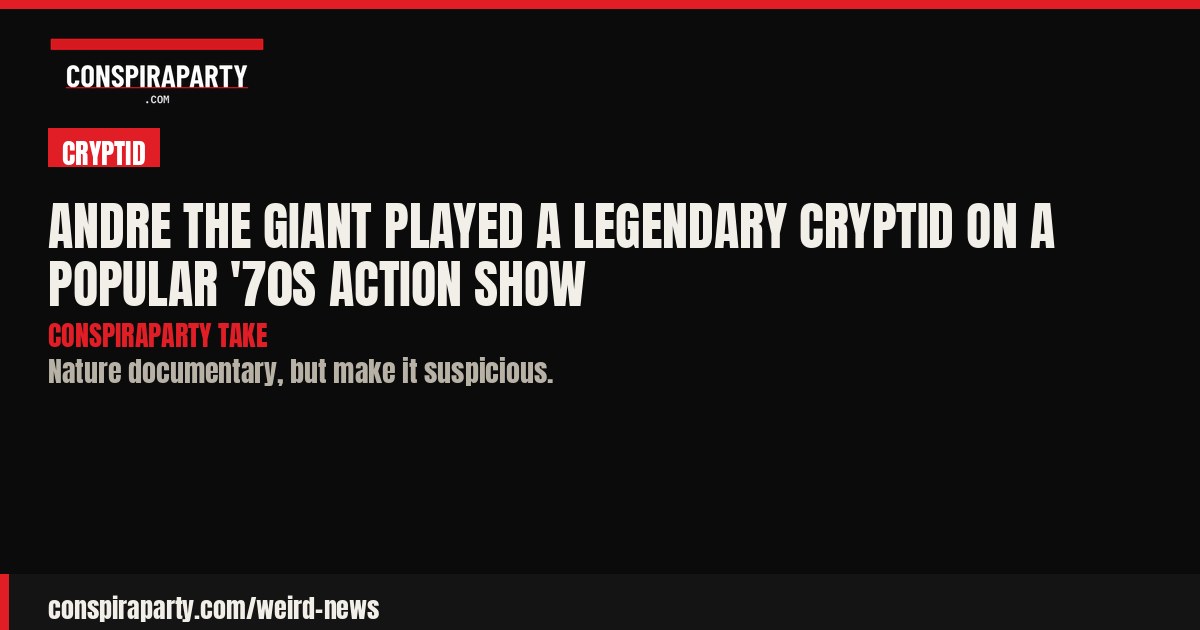 CONSPIRAPARTY
.COM
CRYPTID
ANDRE THE GIANT PLAYED A LEGENDARY CRYPTID ON A
POPULAR '70S ACTION SHOW
CONSPIRAPARTY TAKE
Nature documentary, but make it suspicious.
conspiraparty.com/weird-news